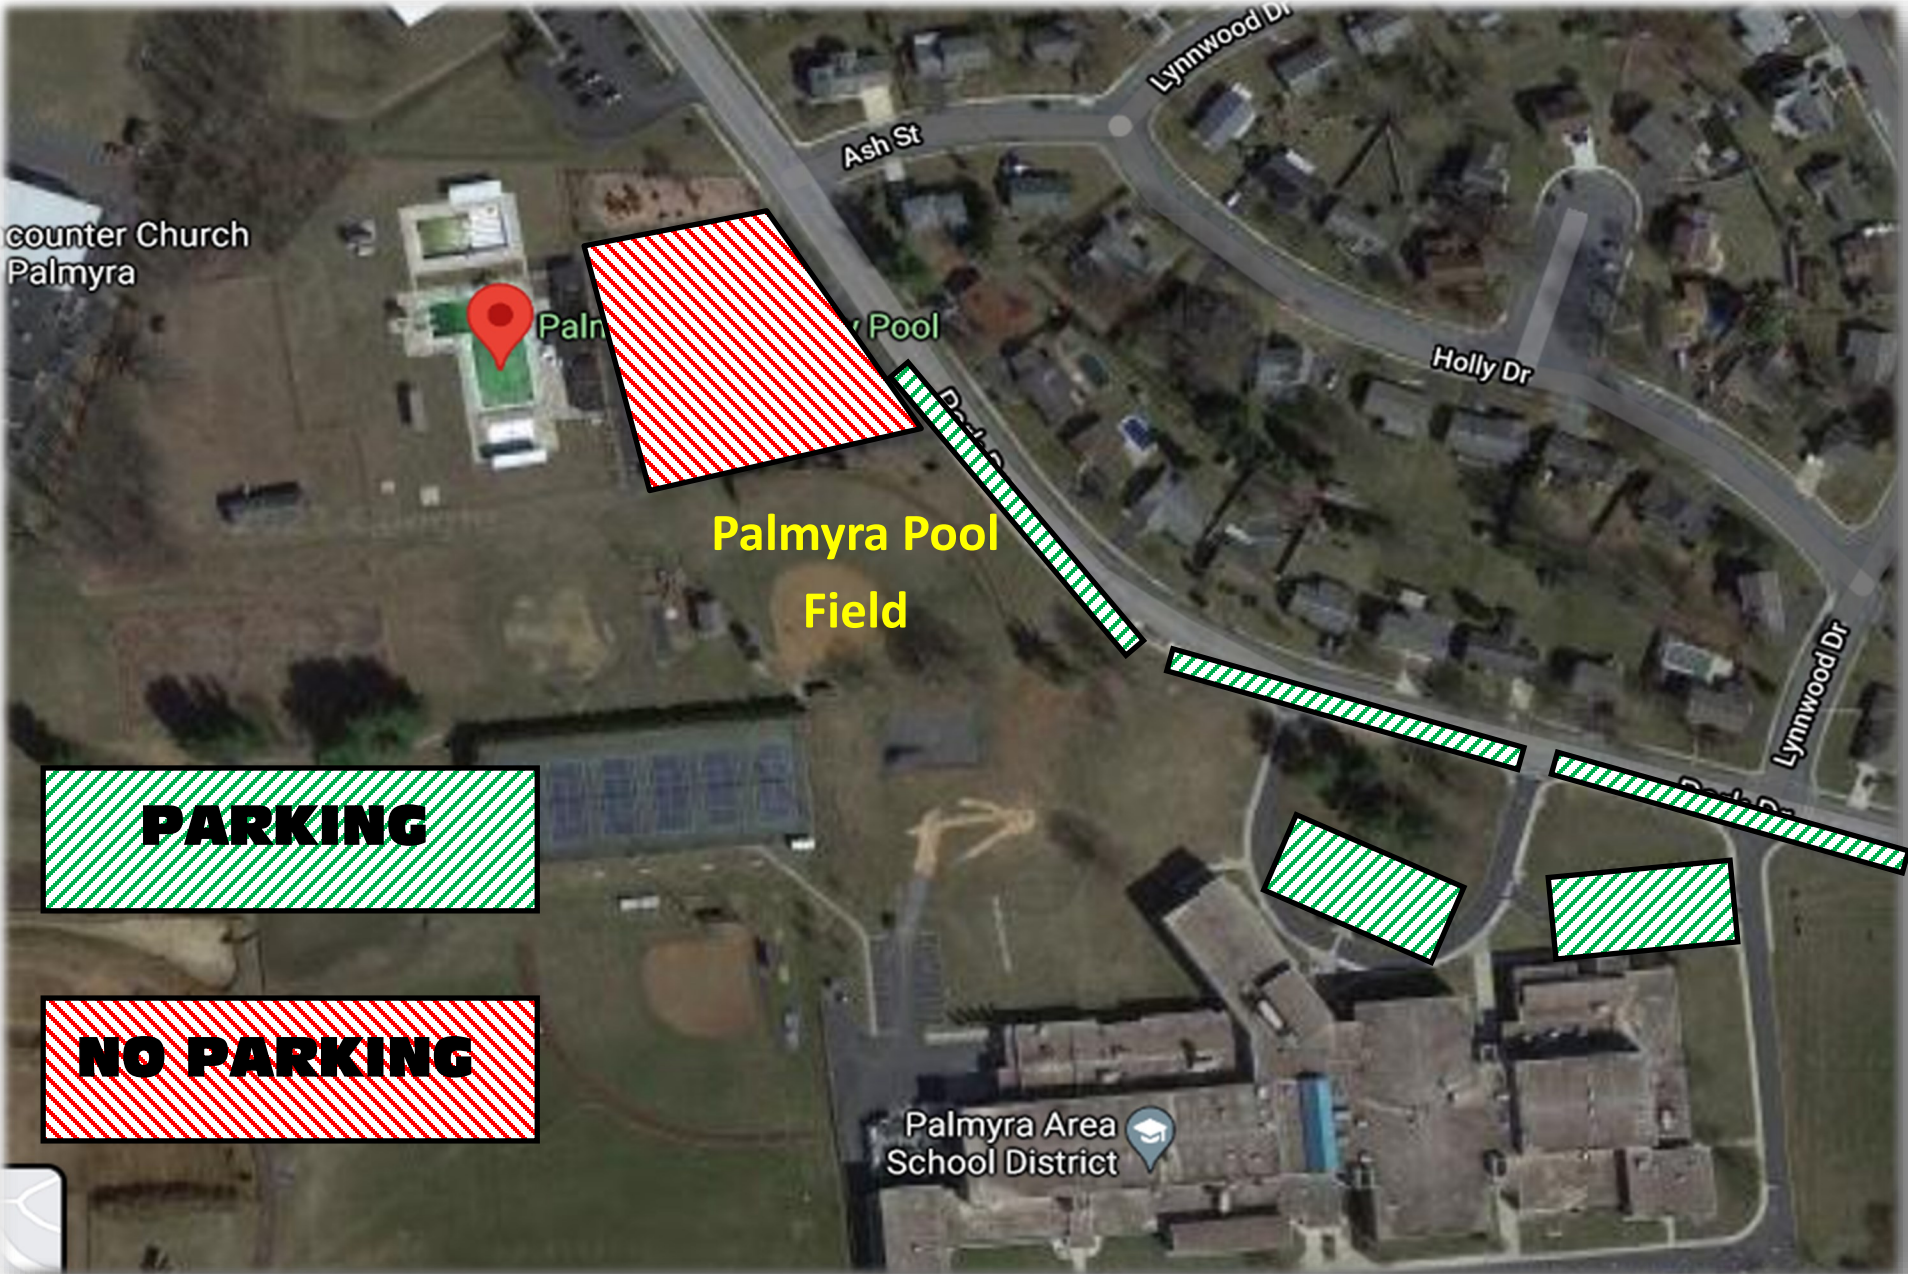 Lynnwood Dr
Ash St
counter Church
Palmyra
Pool
Holly Dr
Palmyra Pool
Field
Lynnwood Dr
PARKING
NO PARKING
Palmyra Area
School District